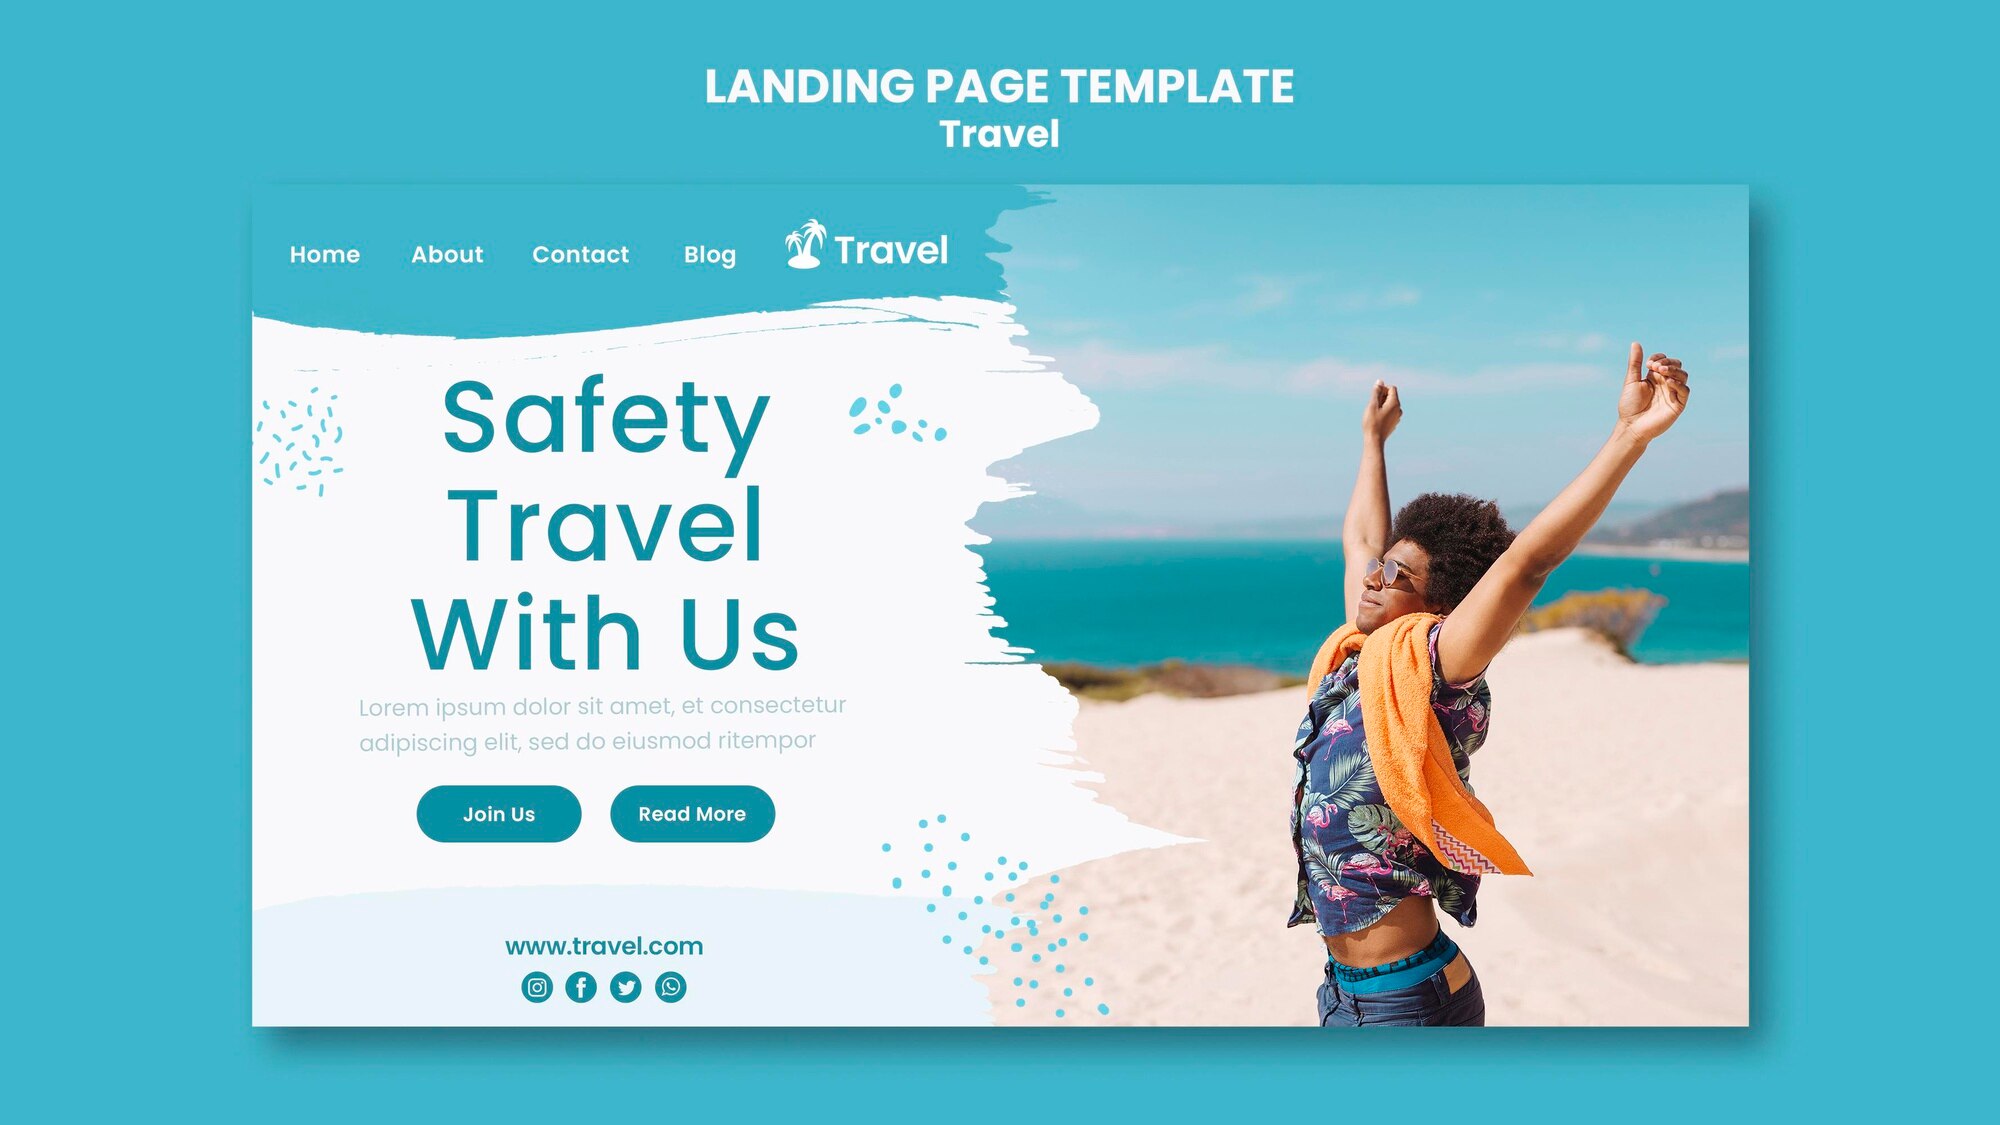 LANDING PAGE TEMPLATE
Travel
Home About Contact Blog Travel
Safety
Travel
With Us
Lorem ipsum dolor sit amet, et consectetur
adipiscing elit, sed do eiusmod ritempor
Join Us Read More
www.travel.com